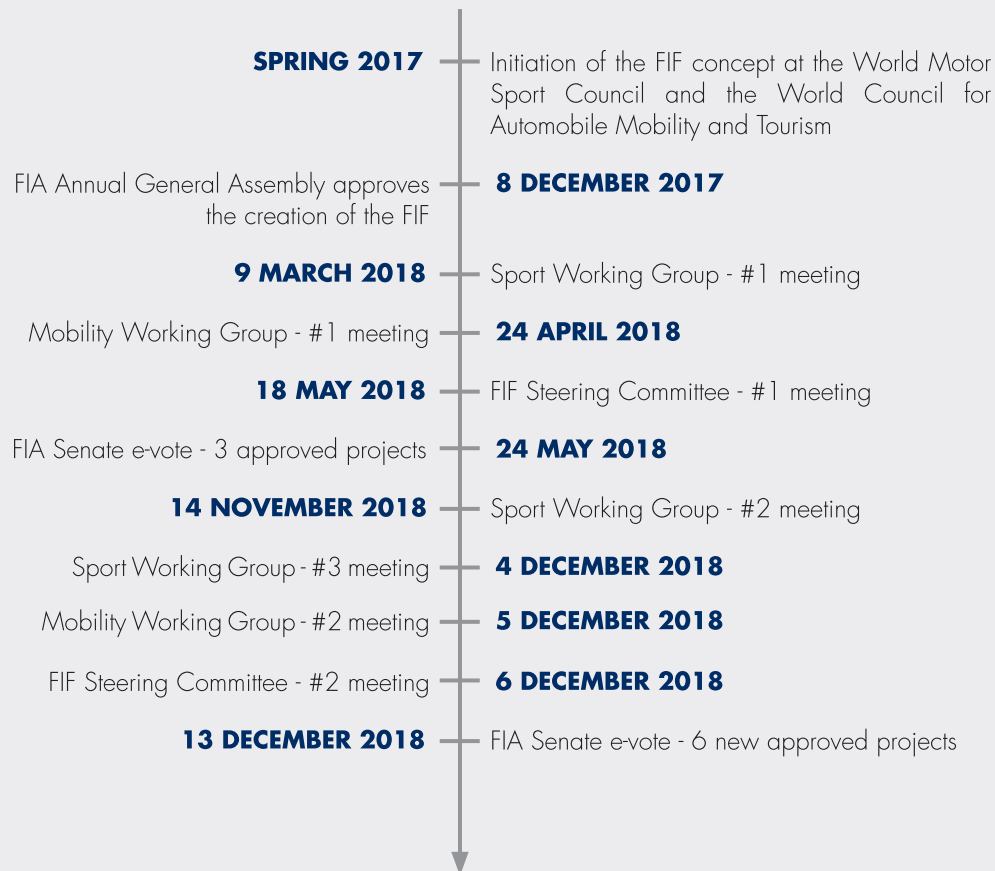 SPRING 2017
Initiation of the FIF concept at the World Motor
Sport Council and the World Council for
Automobile Mobility and Tourism
FIA Annual General Assembly approves
the creation of the FIF
8 DECEMBER 2017
9 MARCH 2018
Sport Working Group - #1 meeting
Mobility Working Group - #1 meeting
24 APRIL 2018
18 MAY 2018
FIF Steering Committee - #1 meeting
FIA Senate e-vote - 3 approved projects
24 MAY 2018
14 NOVEMBER 2018
Sport Working Group - #2 meeting
Sport Working Group - #3 meeting
4 DECEMBER 2018
Mobility Working Group - #2 meeting
5 DECEMBER 2018
FIF Steering Committee - #2 meeting
6 DECEMBER 2018
13 DECEMBER 2018
FIA Senate e-vote - 6 new approved projects